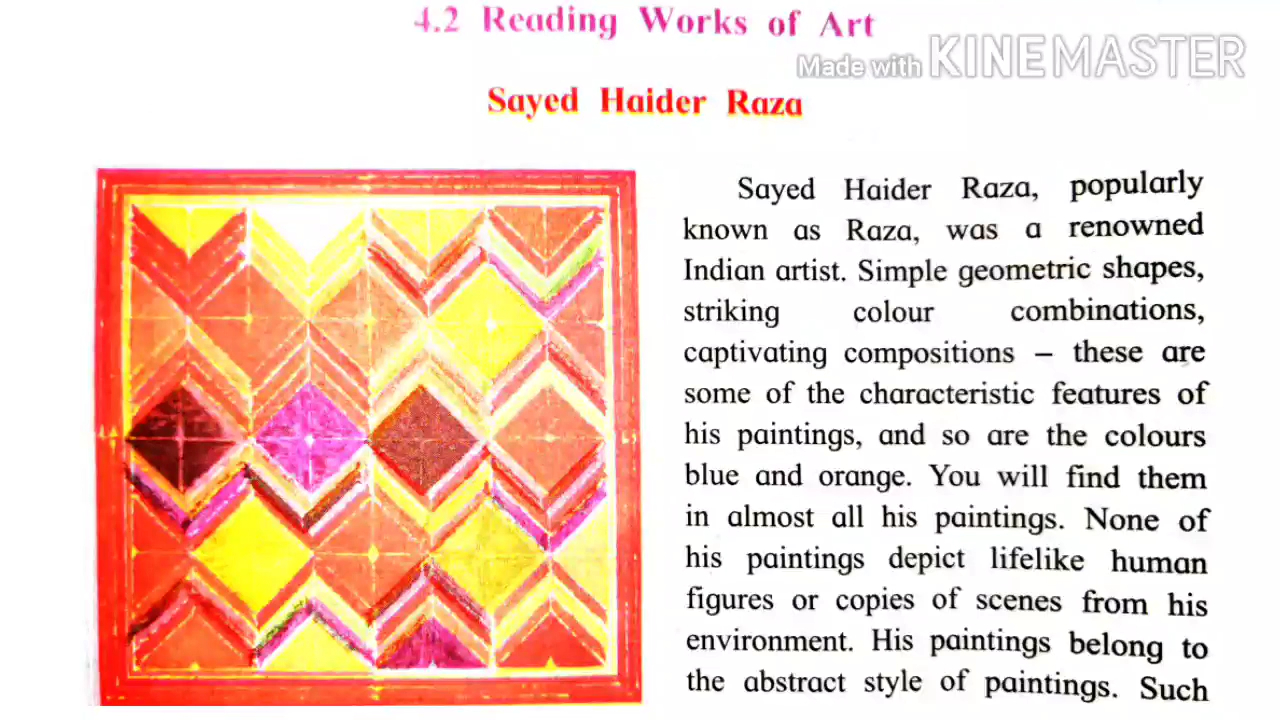 4.2 Reading Works of Art
Made with KINEMASTER
Sayed Haider Raza
Sayed Haider Raza, popularly
known as Raza, was a renowned
Indian artist. Simple geometric shapes,
striking colour combinations,
captivating compositions – these are
some of the characteristic features of
his paintings, and so are the colours
blue and orange. You will find them
in almost all his paintings. None of
his paintings depict lifelike human
figures or copies of scenes from his
environment. His paintings belong to
the abstract style of paintings. Such